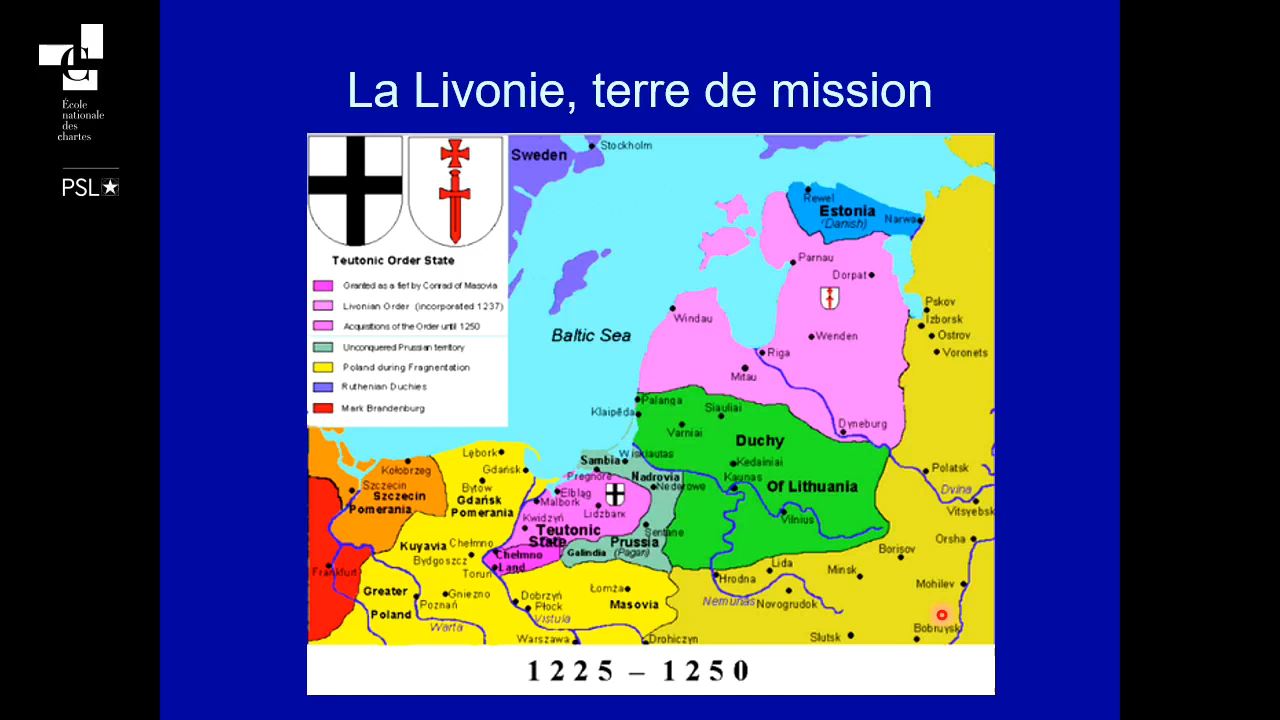 École
nationale
des
chartes
PSL
La Livonie, terre de mission
Teutonic Order State
Granted as a fief by Conrad of Masovia
Livonian Order (incorporated 1237)
Acquisitions of the Order until 1250
Unconquered Prussian territory
Poland during Fragmentation
Ruthenian Duchies
Mark Brandenburg
Sweden
Stockholm
Rewel
Estonia
(Danish)
Narwa
Parnau
Dorpat
Pskov
Izborsk
Ostrov
Voronets
Windau
Wenden
Baltic Sea
Riga
Mitau
Palanga
Klaipėda
Siauliai
Varniai
Dyneburg
Duchy
Of Lithuania
Kedainiai
Kaunas
Vilnius
Polatsk
Dvina
Vitsyebsk
Orsha
Lębork
Gdańsk
Kołobrzeg
Szczecin
Szczecin
Pomerania
Bytow
Gdańsk
Pomerania
Sambia
Wiskiautas
Pregnore
Nadrovia
Nederowe
Elbląg
Malbork
Lidzbarx
Kwidzyń
Teutonic
State
Sentane
Prussia
(Pagan)
Galindia
Chełmno
Land
Kuyavia
Chełmno
Bydgoszcz
Torun
Frankfurt
Greater
Poland
Gniezno
Poznań
Warta
Dobrzyń
Płock
Vistula
Łomża
Masovia
Warszawa
Drohiczyn
Hrodna
Lida
Nemunas
Novogrudok
Minsk
Borisov
Mohilev
Slutsk
Bobruysk
1225 – 1250